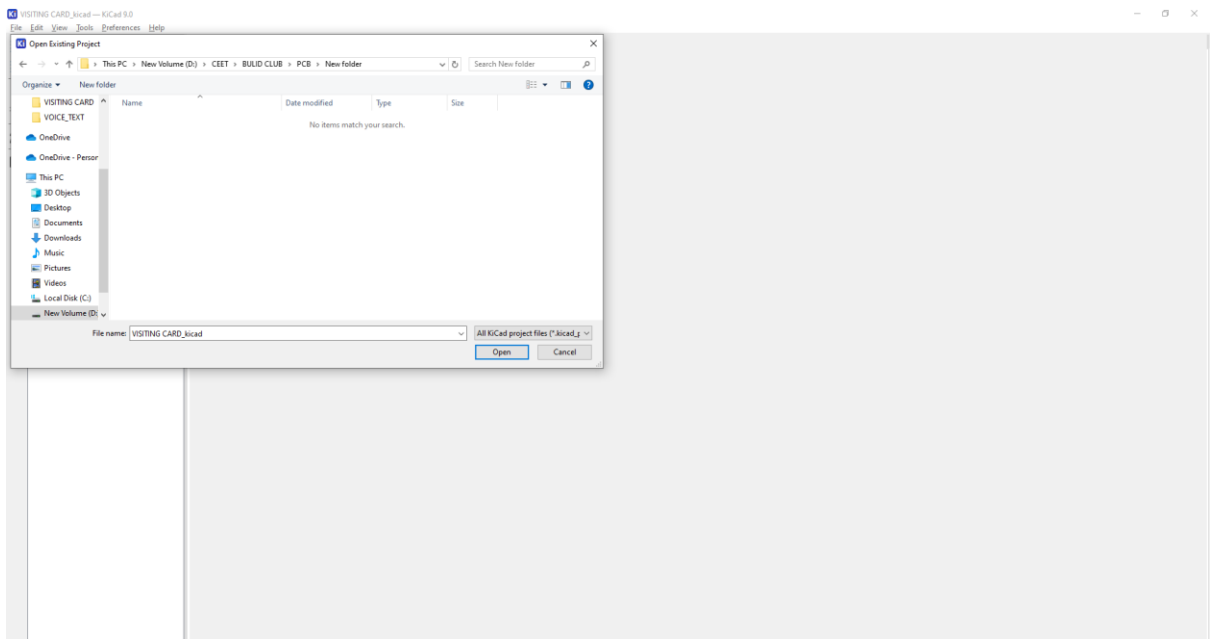 VISITING CARD_kicad — KiCad 9.0
File Edit View Tools Preferences Help
Open Existing Project
This PC › New Volume (D:) › CEET › BULID CLUB › PCB › New folder
Search New folder
Organize New folder
VISITING CARD
Name Date modified Type Size
VOICE_TEXT
No items match your search.
OneDrive
OneDrive - Person
This PC
3D Objects
Desktop
Documents
Downloads
Music
Pictures
Videos
Local Disk (C:)
New Volume (D:
File name: VISITING CARD_kicad
All KiCad project files (*.kicad_p
Open Cancel